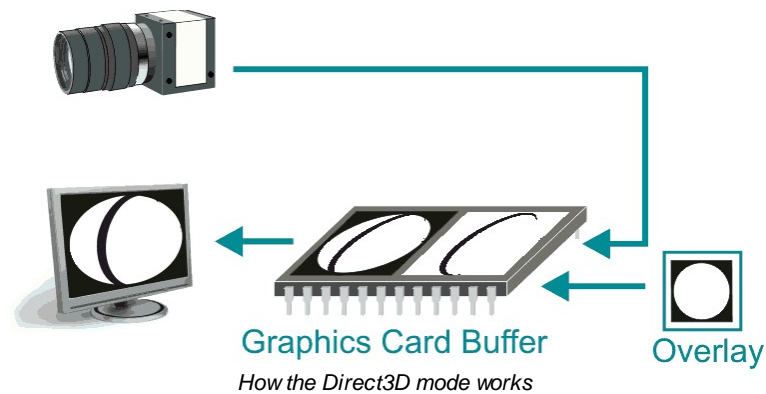 Graphics Card Buffer
Overlay
How the Direct3D mode works